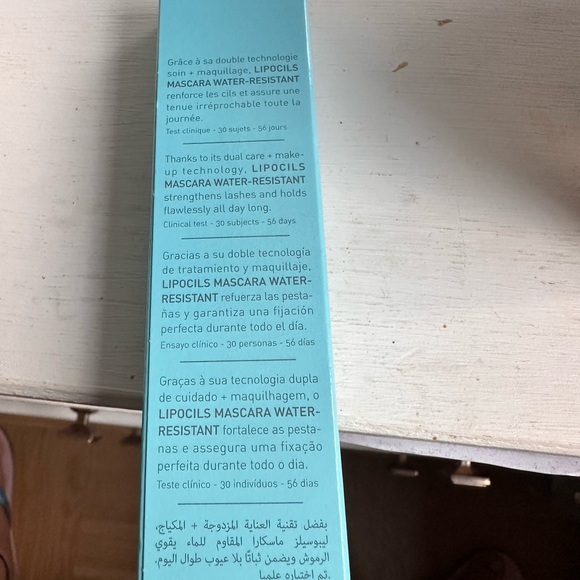 Grâce à sa double technologie
soin + maquillage, LIPOCILS
MASCARA WATER-RESISTANT
renforce les cils et assure une
tenue irréprochable toute la
journée.
Test clinique - 30 sujets - 56 jours
Thanks to its dual care + make-
up technology, LIPOCILS
MASCARA WATER-RESISTANT
strengthens lashes and holds
flawlessly all day long.
Clinical test - 30 subjects - 56 days
Gracias a su doble tecnología
de tratamiento y maquillaje,
LIPOCILS MASCARA WATER-
RESISTANT refuerza las pesta-
ñas y garantiza una fijación
perfecta durante todo el día.
Ensayo clínico - 30 personas - 56 días
Graças à sua tecnologia dupla
de cuidado + maquilhagem, o
LIPOCILS MASCARA WATER-
RESISTANT fortalece as pesta-
nas e assegura uma fixação
perfeita durante todo o dia.
Teste clínico - 30 indivíduos - 56 dias
بفضل تقنية العناية المزدوجة + المكياج،
ليبوسيلز ماسكارا المقاوم للماء يقوي
الرموش ويضمن ثباتًا بلا عيوب طوال اليوم.
تم اختباره علميا